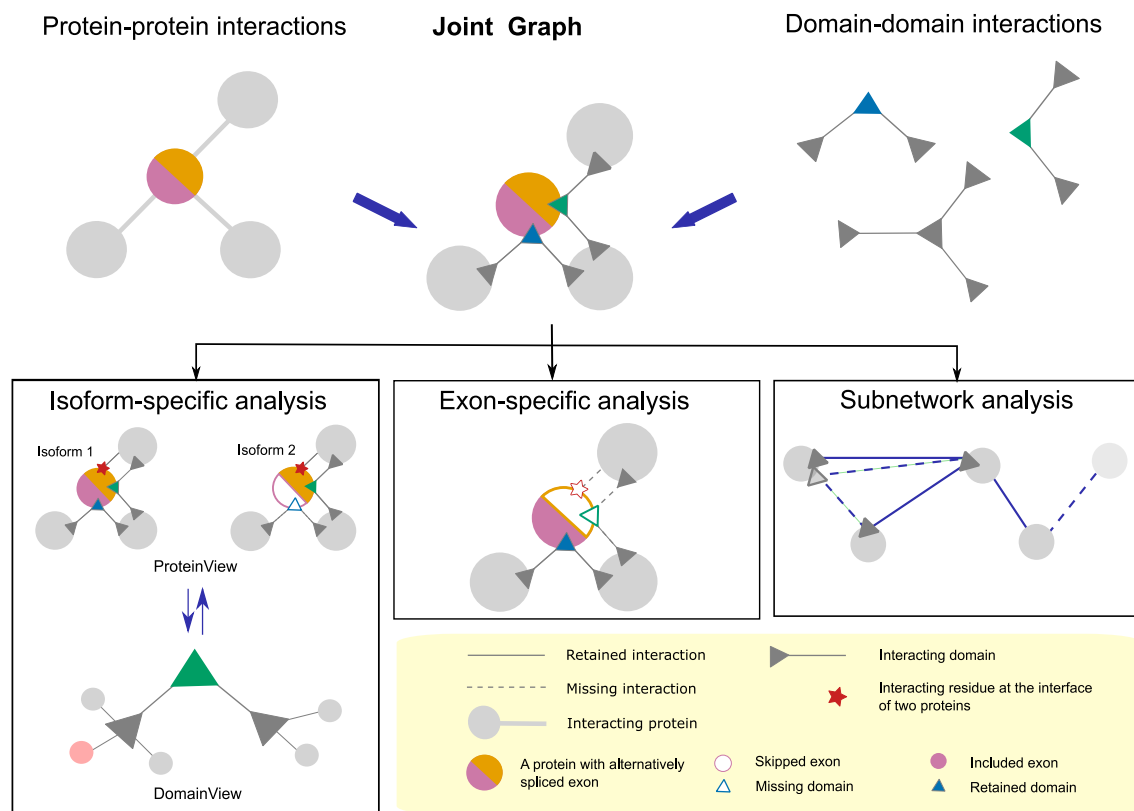 Protein-protein interactions
Joint Graph
Domain-domain interactions
Isoform-specific analysis
Isoform 1
Isoform 2
ProteinView
DomainView
Exon-specific analysis
Subnetwork analysis
Retained interaction
Missing interaction
Interacting protein
Interacting domain
Interacting residue at the interface
of two proteins
A protein with alternatively
spliced exon
Skipped exon
Missing domain
Included exon
Retained domain